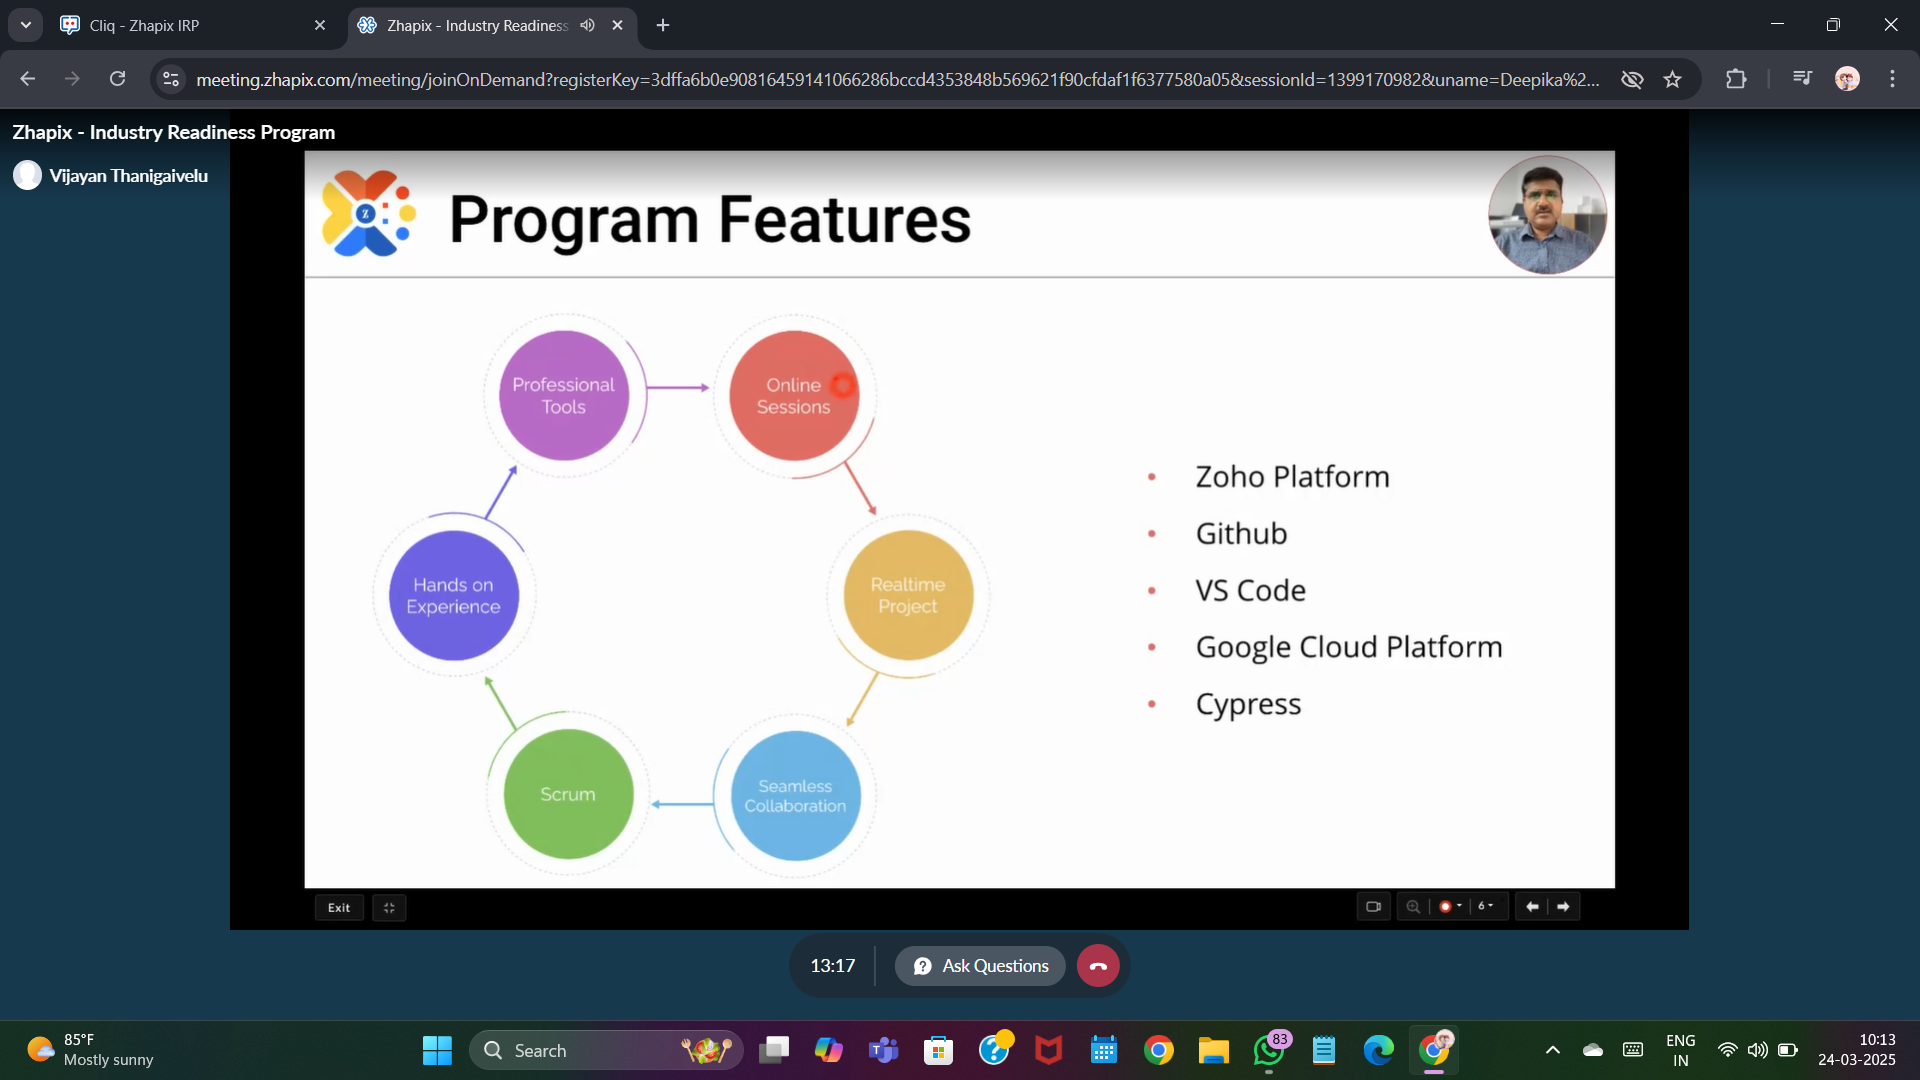 Cliq - Zhapix IRP
Zhapix - Industry Readiness
meeting.zhapix.com/meeting/joinOnDemand?registerKey=3dffa6b0e90816459141066286bccd4353848b569621f90cfdaf1f6377580a05&sessionId=1399170982&uname=Deepika%2...
Zhapix - Industry Readiness Program
Vijayan Thanigaivelu
Z
Program Features
Professional
Tools
Online
Sessions
Realtime
Project
Hands on
Experience
Scrum
Seamless
Collaboration
• Zoho Platform
• Github
• VS Code
• Google Cloud Platform
• Cypress
Exit
6
13:17
Ask Questions
85°F
Mostly sunny
Search
83
ENG
IN
10:13
24-03-2025